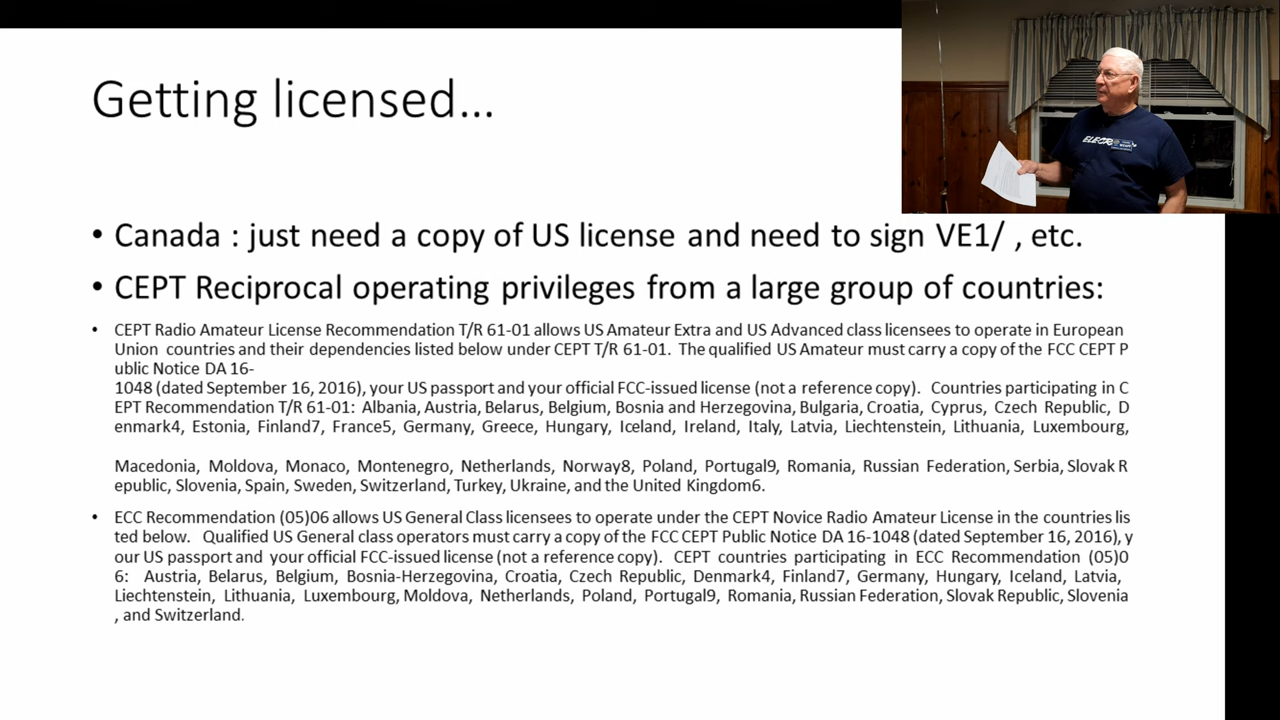 Getting licensed...
ELECR
• Canada : just need a copy of US license and need to sign VE1/ , etc.
• CEPT Reciprocal operating privileges from a large group of countries:
• CEPT Radio Amateur License Recommendation T/R 61-01 allows US Amateur Extra and US Advanced class licensees to operate in European
Union countries and their dependencies listed below under CEPT T/R 61-01. The qualified US Amateur must carry a copy of the FCC CEPT P
ublic Notice DA 16-
1048 (dated September 16, 2016), your US passport and your official FCC-issued license (not a reference copy). Countries participating in C
EPT Recommendation T/R 61-01: Albania, Austria, Belarus, Belgium, Bosnia and Herzegovina, Bulgaria, Croatia, Cyprus, Czech Republic, D
enmark4, Estonia, Finland7, France5, Germany, Greece, Hungary, Iceland, Ireland, Italy, Latvia, Liechtenstein, Lithuania, Luxembourg,
Macedonia, Moldova, Monaco, Montenegro, Netherlands, Norway8, Poland, Portugal9, Romania, Russian Federation, Serbia, Slovak R
epublic, Slovenia, Spain, Sweden, Switzerland, Turkey, Ukraine, and the United Kingdom6.
• ECC Recommendation (05)06 allows US General Class licensees to operate under the CEPT Novice Radio Amateur License in the countries lis
ted below. Qualified US General class operators must carry a copy of the FCC CEPT Public Notice DA 16-1048 (dated September 16, 2016), y
our US passport and your official FCC-issued license (not a reference copy). CEPT countries participating in ECC Recommendation (05)0
6: Austria, Belarus, Belgium, Bosnia-Herzegovina, Croatia, Czech Republic, Denmark4, Finland7, Germany, Hungary, Iceland, Latvia,
Liechtenstein, Lithuania, Luxembourg, Moldova, Netherlands, Poland, Portugal9, Romania, Russian Federation, Slovak Republic, Slovenia
, and Switzerland.